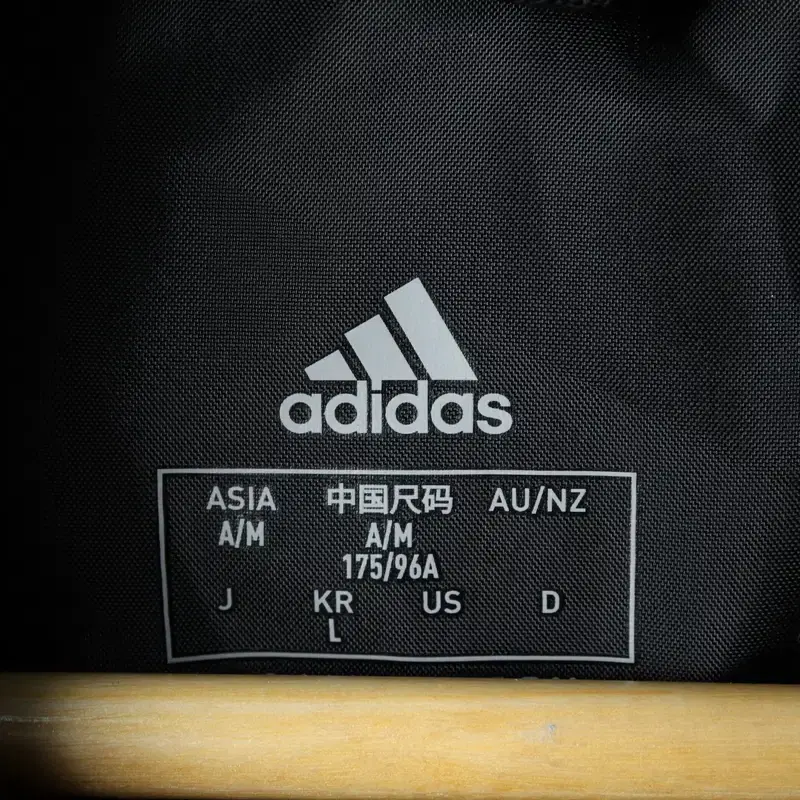 adidas
ASIA 中国尺码 AU/NZ
A/M A/M
175/96A
J KR US D
L